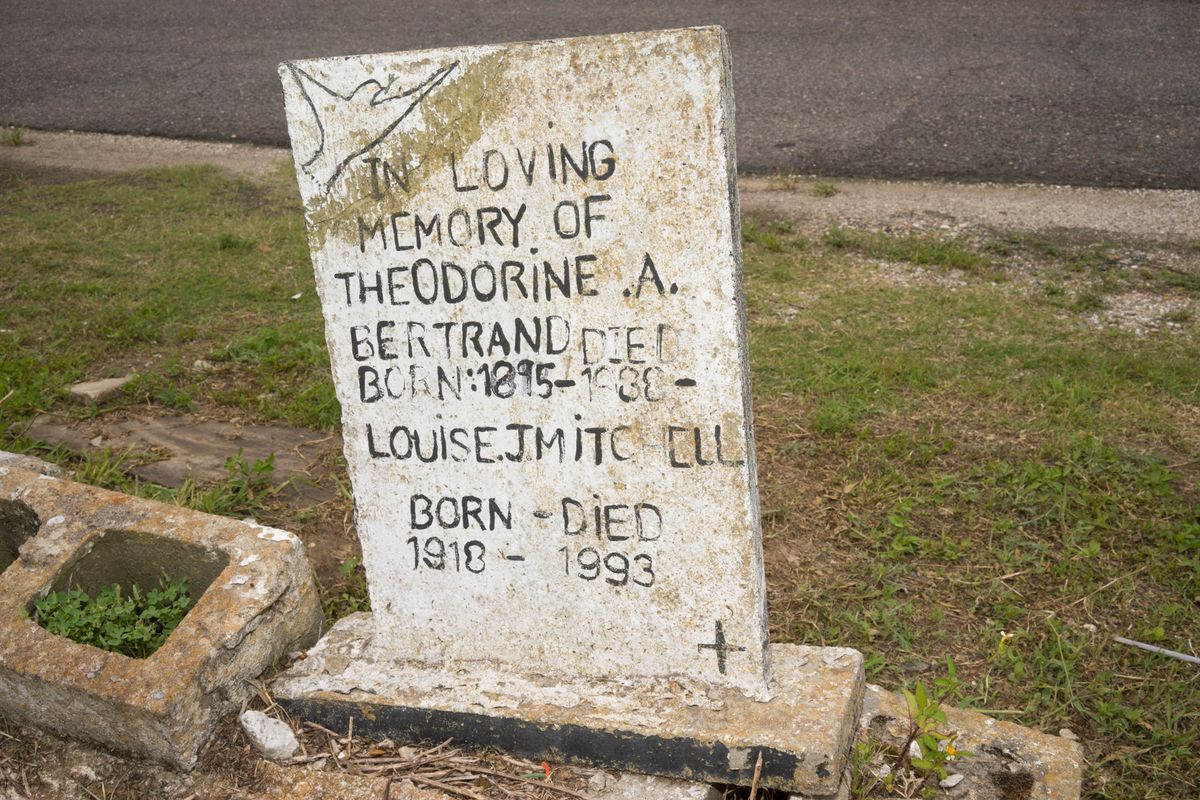 IN LOVING
MEMORY. OF
THEODORINE .A.
BERTRAND DIED
BORN: 1895-1988-
LOUISE.J MITCHELL
BORN - DIED
1918 - 1993